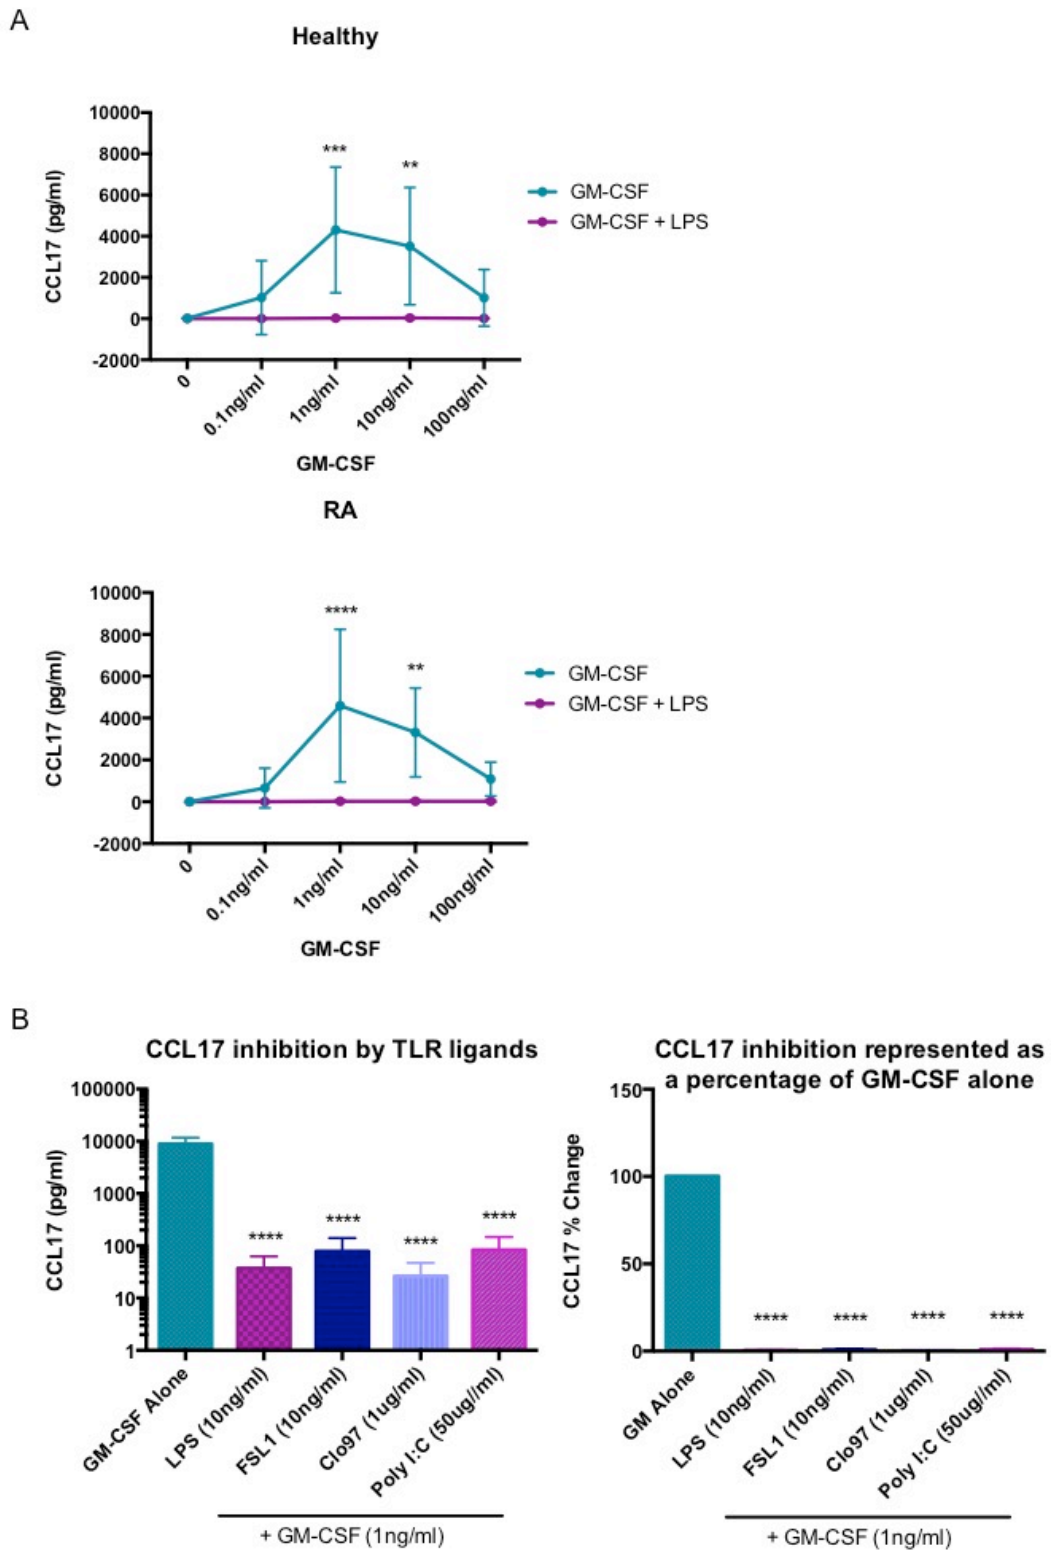 A
Healthy
10000
8000
6000
4000
2000
0
-2000
CCL17 (pg/ml)
***
**
GM-CSF
GM-CSF + LPS
0
0.1ng/ml
1ng/ml
10ng/ml
100ng/ml
GM-CSF
RA
10000
8000
6000
4000
2000
0
-2000
CCL17 (pg/ml)
****
**
GM-CSF
GM-CSF + LPS
0
0.1ng/ml
1ng/ml
10ng/ml
100ng/ml
GM-CSF
B
CCL17 inhibition by TLR ligands
100000
10000
1000
100
10
1
CCL17 (pg/ml)
****
****
****
****
GM-CSF Alone
LPS (10ng/ml)
FSL1 (10ng/ml)
Clo97 (1ug/ml)
Poly I:C (50ug//ml)
+ GM-CSF (1ng/ml)
CCL17 inhibition represented as
a percentage of GM-CSF alone
150
100
50
0
CCL17 % Change
****
****
****
****
GM Alone
LPS (10ng/ml)
FSL1 (10ng/ml)
Clo97 (1ug/ml)
Poly I:C (50ug//ml)
+ GM-CSF (1ng/ml)